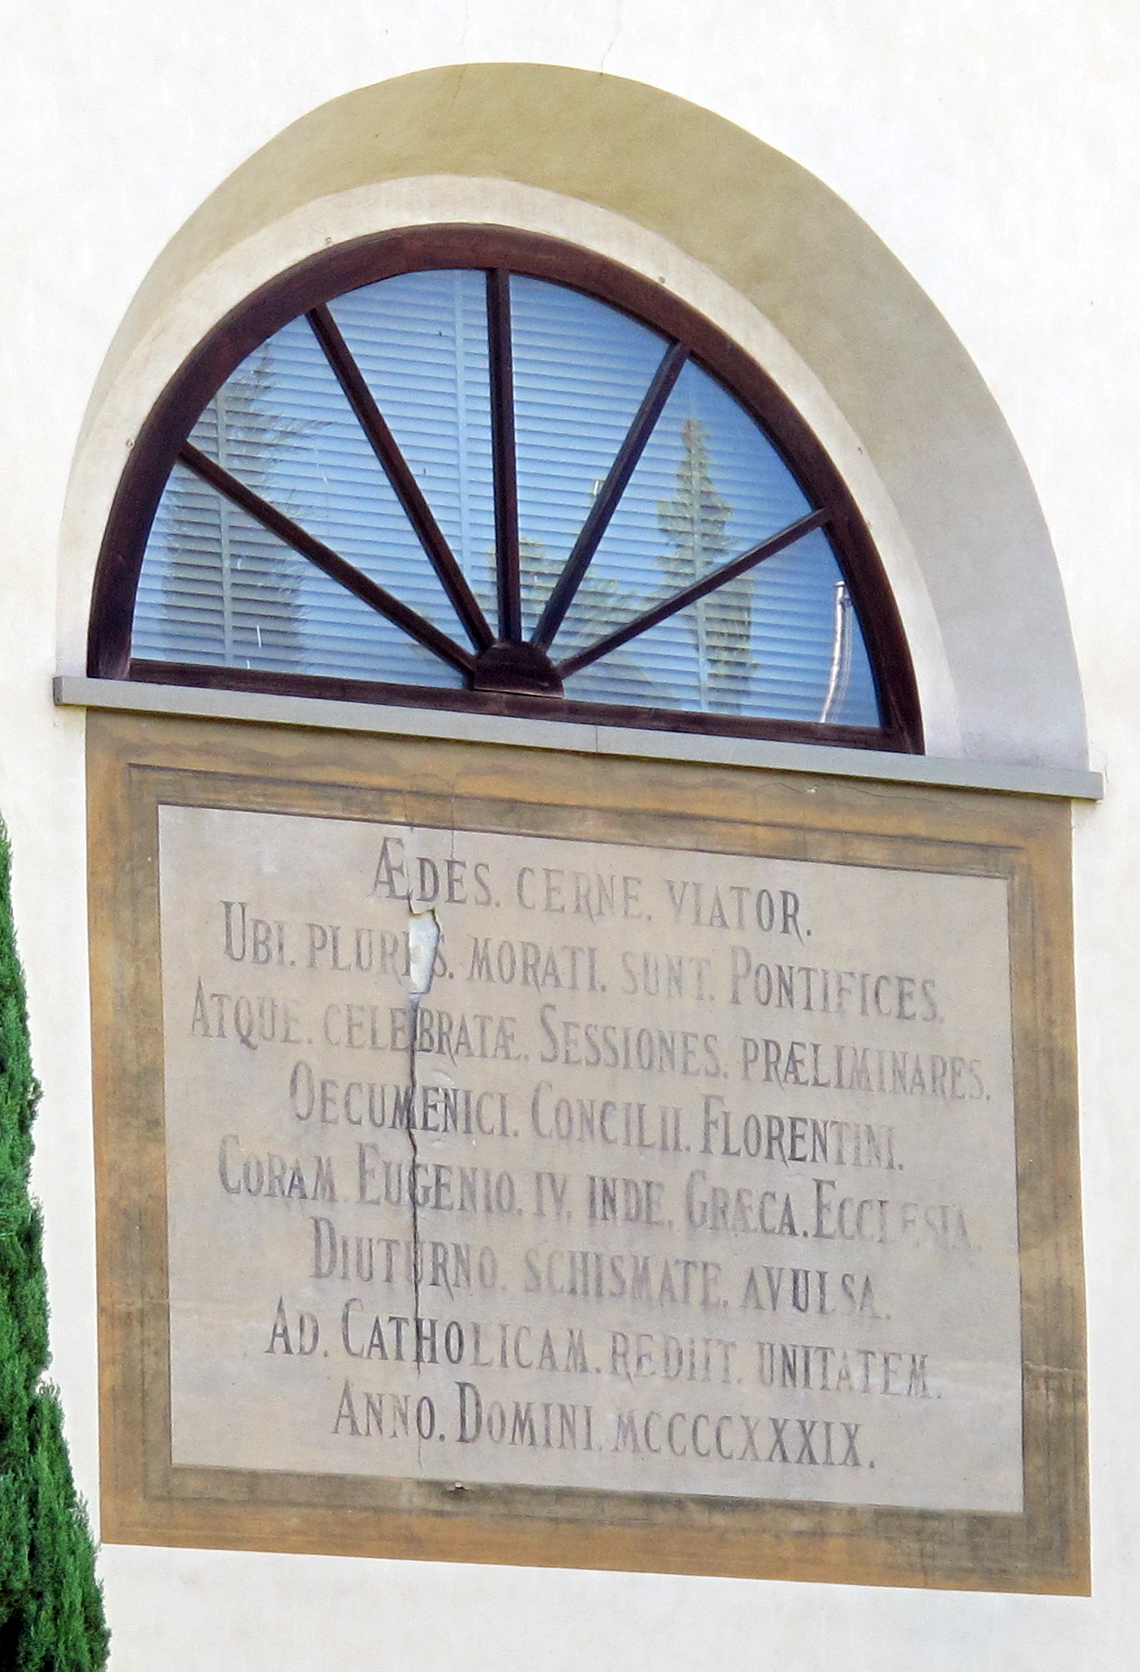 ÆDES. CERNE. VIATOR.
UBI. PLURES. MORATI. SUNT. PONTIFICES.
ATQUE. CELEBRATÆ. SESSIONES. PRÆLIMINARES.
OECUMENICI. CONCILII. FLORENTINI.
CORAM. EUGENIO. IV. INDE. GRÆCA. ECCLESIA.
DIUTURNO. SCHISMATE. AVULSA.
AD. CATHOLICAM. REDIIT. UNITATEM.
ANNO. DOMINI. MCCCCXXXIX.